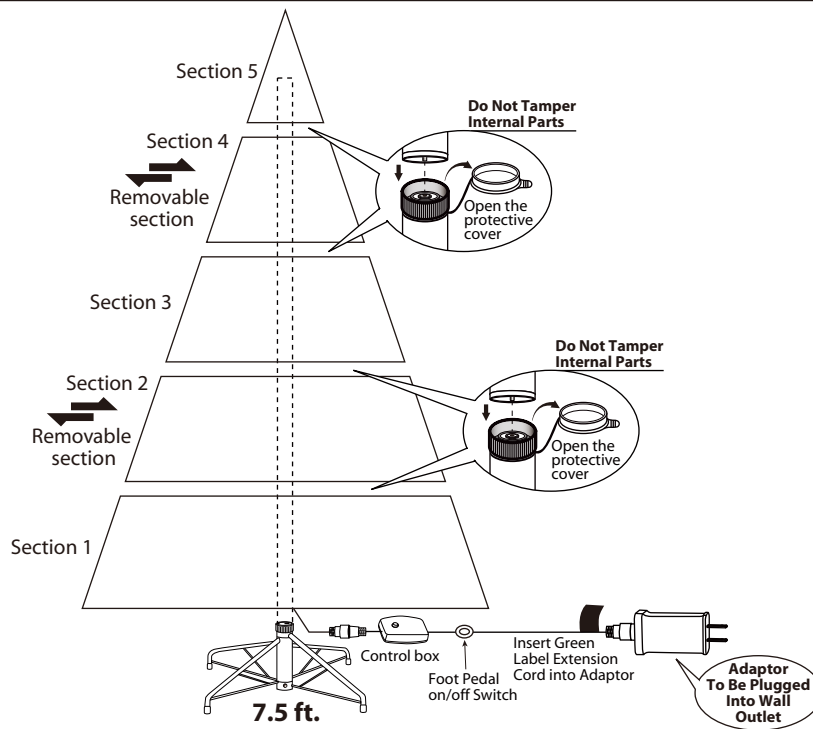 Section 5
Do Not Tamper
Internal Parts
Section 4
Removable
section
Open the
protective
cover
Section 3
Do Not Tamper
Internal Parts
Section 2
Removable
section
Open the
protective
cover
Section 1
Control box
Foot Pedal
on/off Switch
Insert Green
Label Extension
Cord into Adaptor
Adaptor
To Be Plugged
Into Wall
Outlet
7.5 ft.